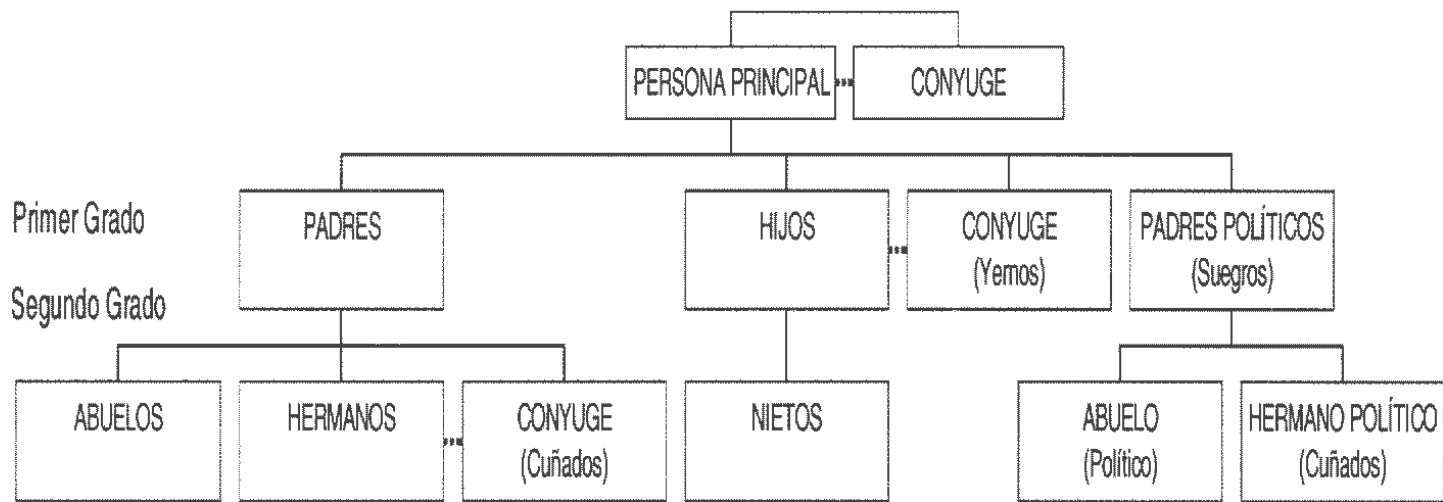 PERSONA PRINCIPAL
CONYUGE
Primer Grado
PADRES
HIJOS
CONYUGE
(Yernos)
PADRES POLÍTICOS
(Suegros)
Segundo Grado
ABUELOS
HERMANOS
CONYUGE
(Cuñados)
NIETOS
ABUELO
(Político)
HERMANO POLÍTICO
(Cuñados)